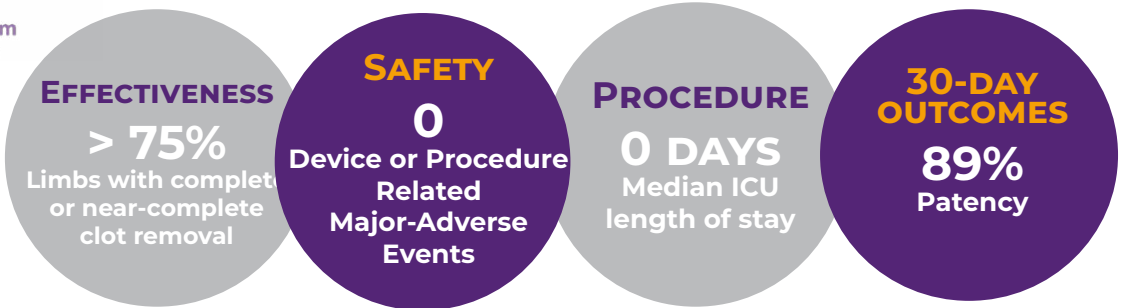 m
EFFECTIVENESS
> 75%
Limbs with complete
or near-complete
clot removal
SAFETY
0
Device or Procedure
Related
Major-Adverse
Events
PROCEDURE
0 DAYS
Median ICU
length of stay
30-DAY
OUTCOMES
89%
Patency